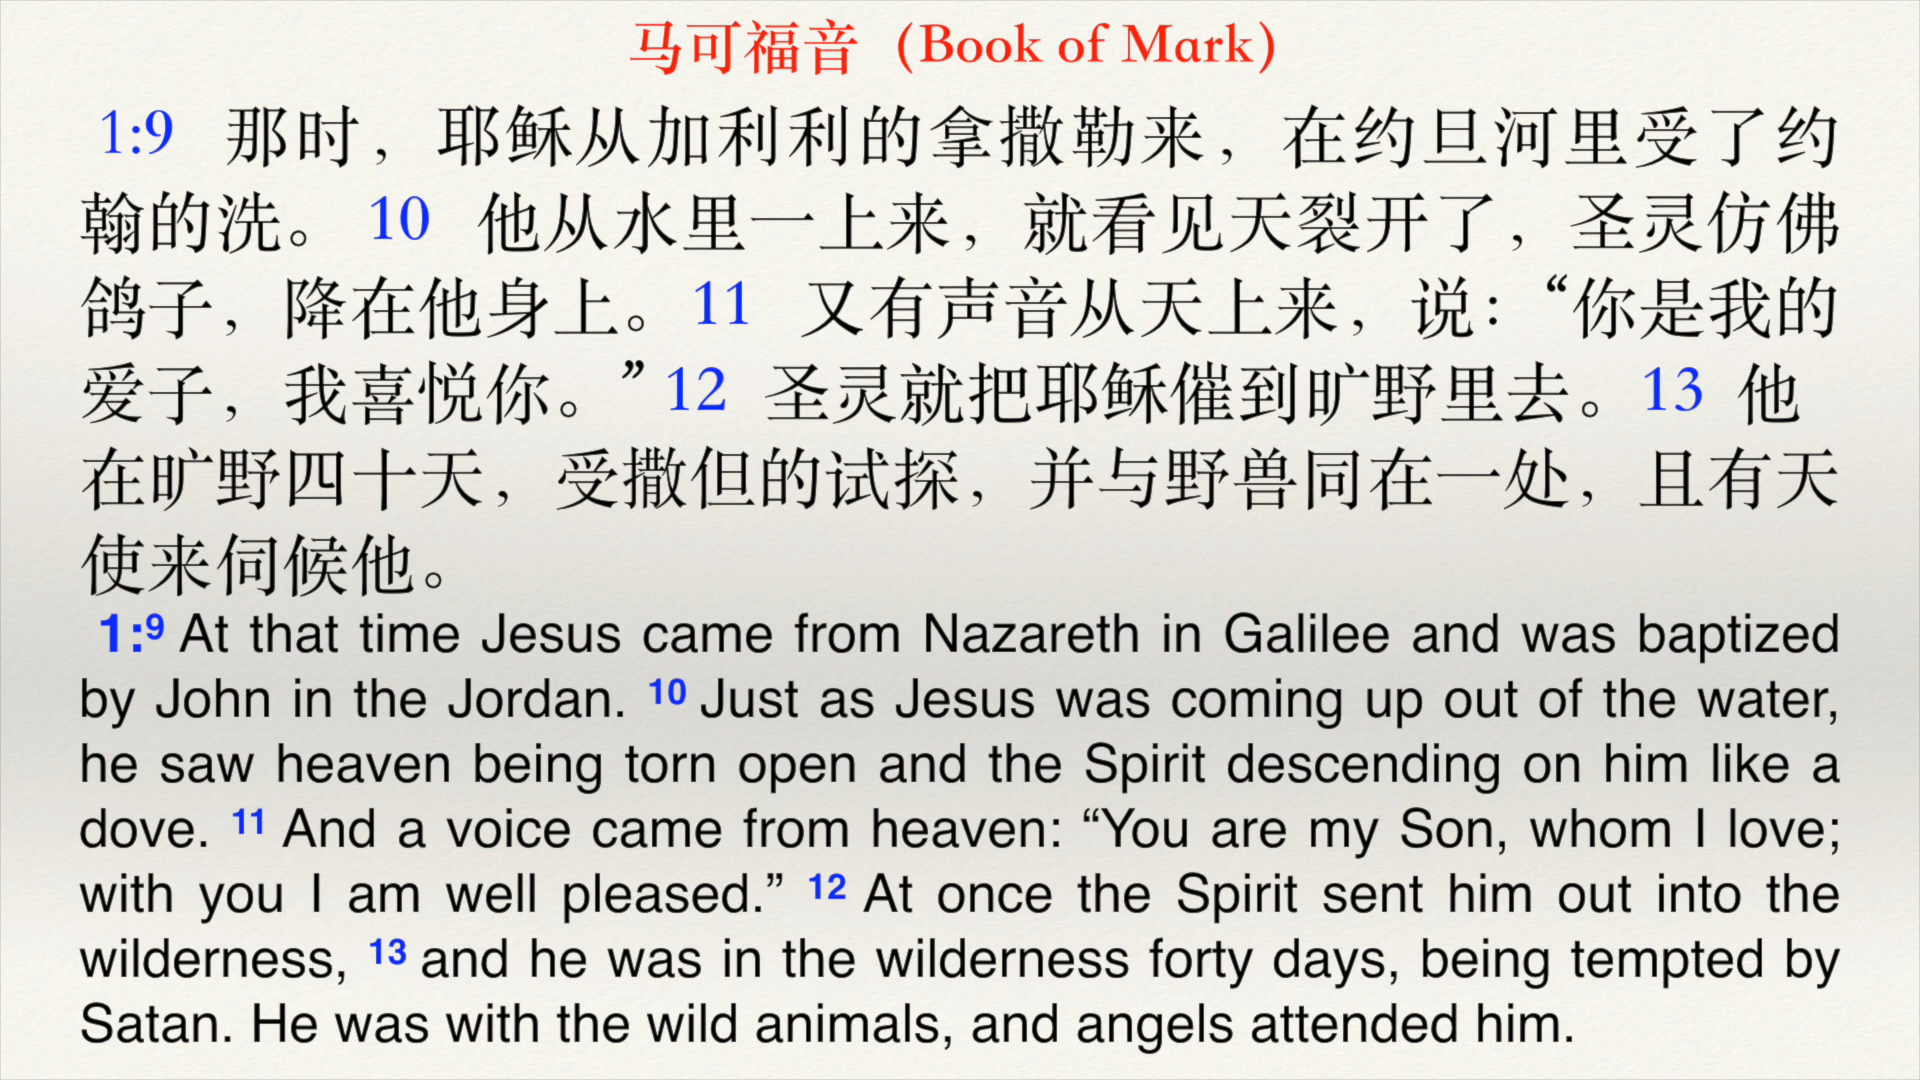 马可福音（Book of Mark）
1:9 那时，耶稣从加利利的拿撒勒来，在约旦河里受了约
翰的洗。10 他从水里一上来，就看见天裂开了，圣灵仿佛
鸽子，降在他身上。11 又有声音从天上来，说：“你是我的
爱子，我喜悦你。”12 圣灵就把耶稣催到旷野里去。13 他
在旷野四十天，受撒但的试探，并与野兽同在一处，且有天
使来伺候他。
1:9 At that time Jesus came from Nazareth in Galilee and was baptized
by John in the Jordan. 10 Just as Jesus was coming up out of the water,
he saw heaven being torn open and the Spirit descending on him like a
dove. 11 And a voice came from heaven: “You are my Son, whom I love;
with you I am well pleased.” 12 At once the Spirit sent him out into the
wilderness, 13 and he was in the wilderness forty days, being tempted by
Satan. He was with the wild animals, and angels attended him.